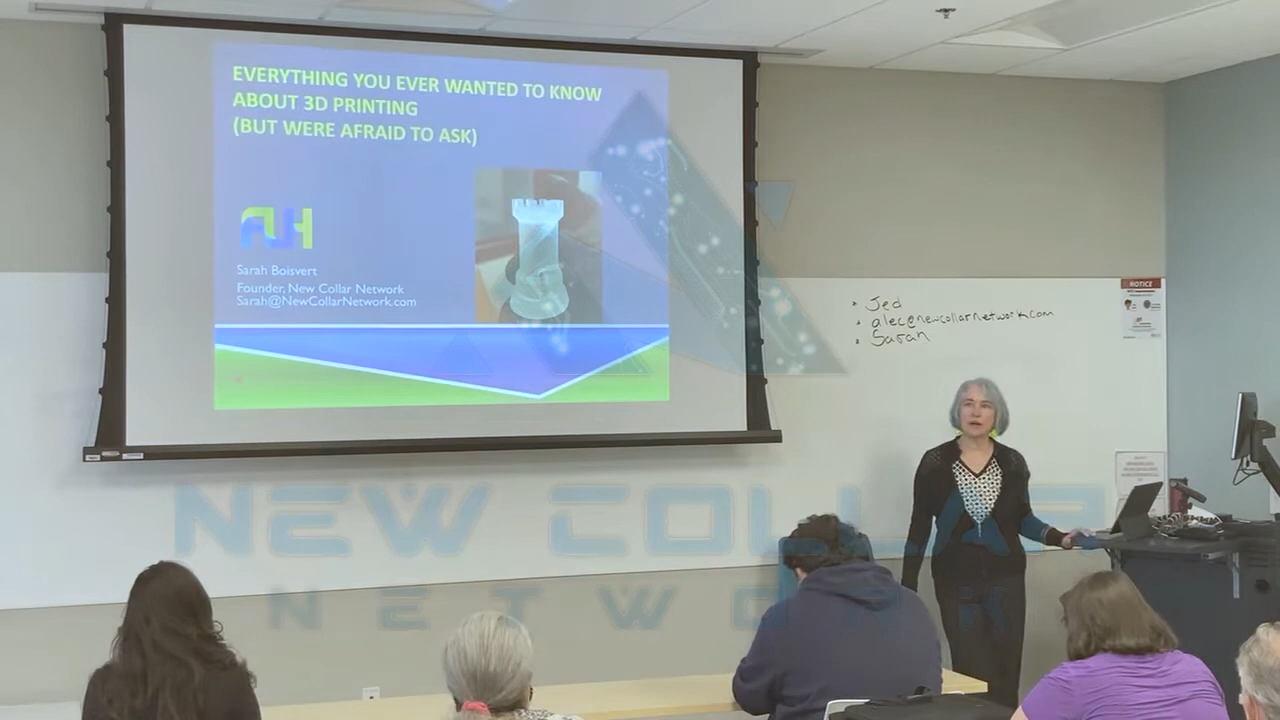 EVERYTHING YOU EVER WANTED TO KNOW
ABOUT 3D PRINTING
(BUT WERE AFRAID TO ASK)
Sarah Boisvert
Founder, New Collar Network
Sarah@NewCollarNetwork.com
* Jed
* alec@newcollarnetwork.com
* Sarah
NOTICE
NEW COLLAR
NETWORK